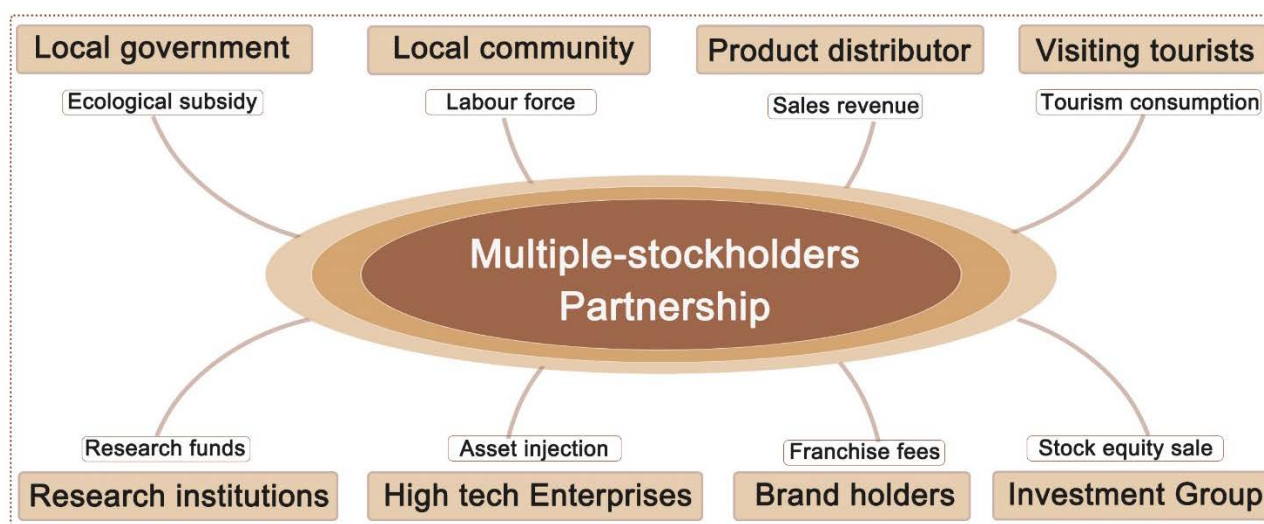 Local government
Local community
Product distributor
Visiting tourists
Ecological subsidy
Labour force
Sales revenue
Tourism consumption
Multiple-stockholders
Partnership
Research funds
Asset injection
Franchise fees
Stock equity sale
Research institutions
High tech Enterprises
Brand holders
Investment Group